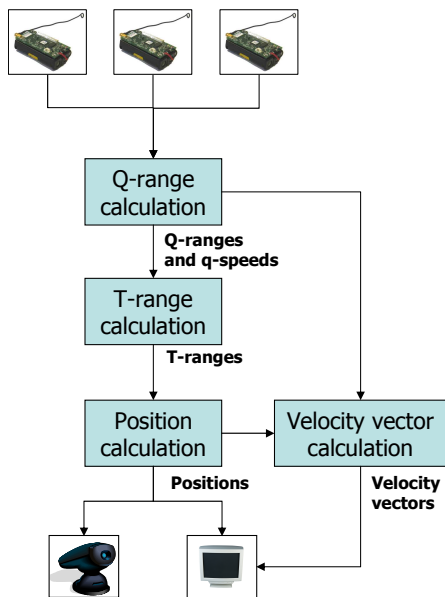 Q-range
calculation
Q-ranges
and q-speeds
T-range
calculation
T-ranges
Position
calculation
Velocity vector
calculation
Positions
Velocity
vectors